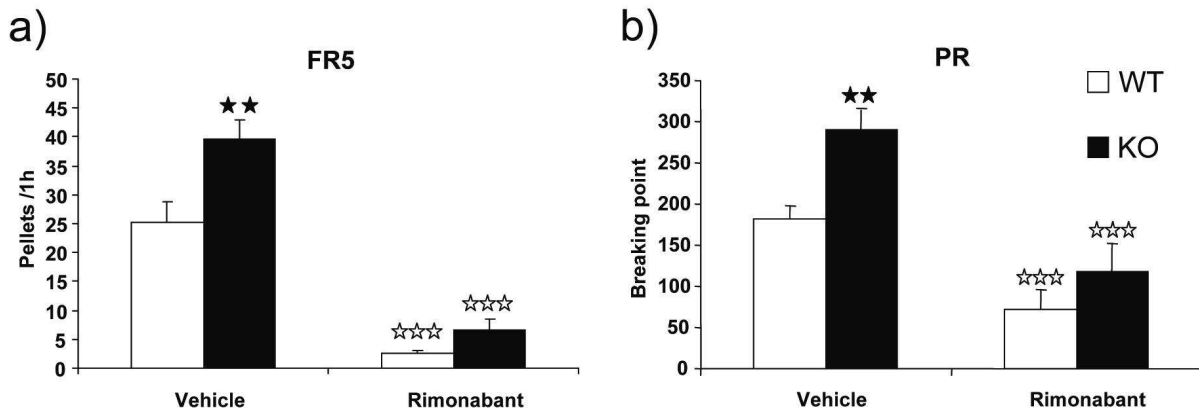 a)
FR5
Pellets /1h
50
45
40
35
30
25
20
15
10
5
0
★★
☆☆☆
☆☆☆
Vehicle
Rimonabant
b)
PR
Breaking point
350
300
250
200
150
100
50
0
★★
☆☆☆
☆☆☆
Vehicle
Rimonabant
WT
KO